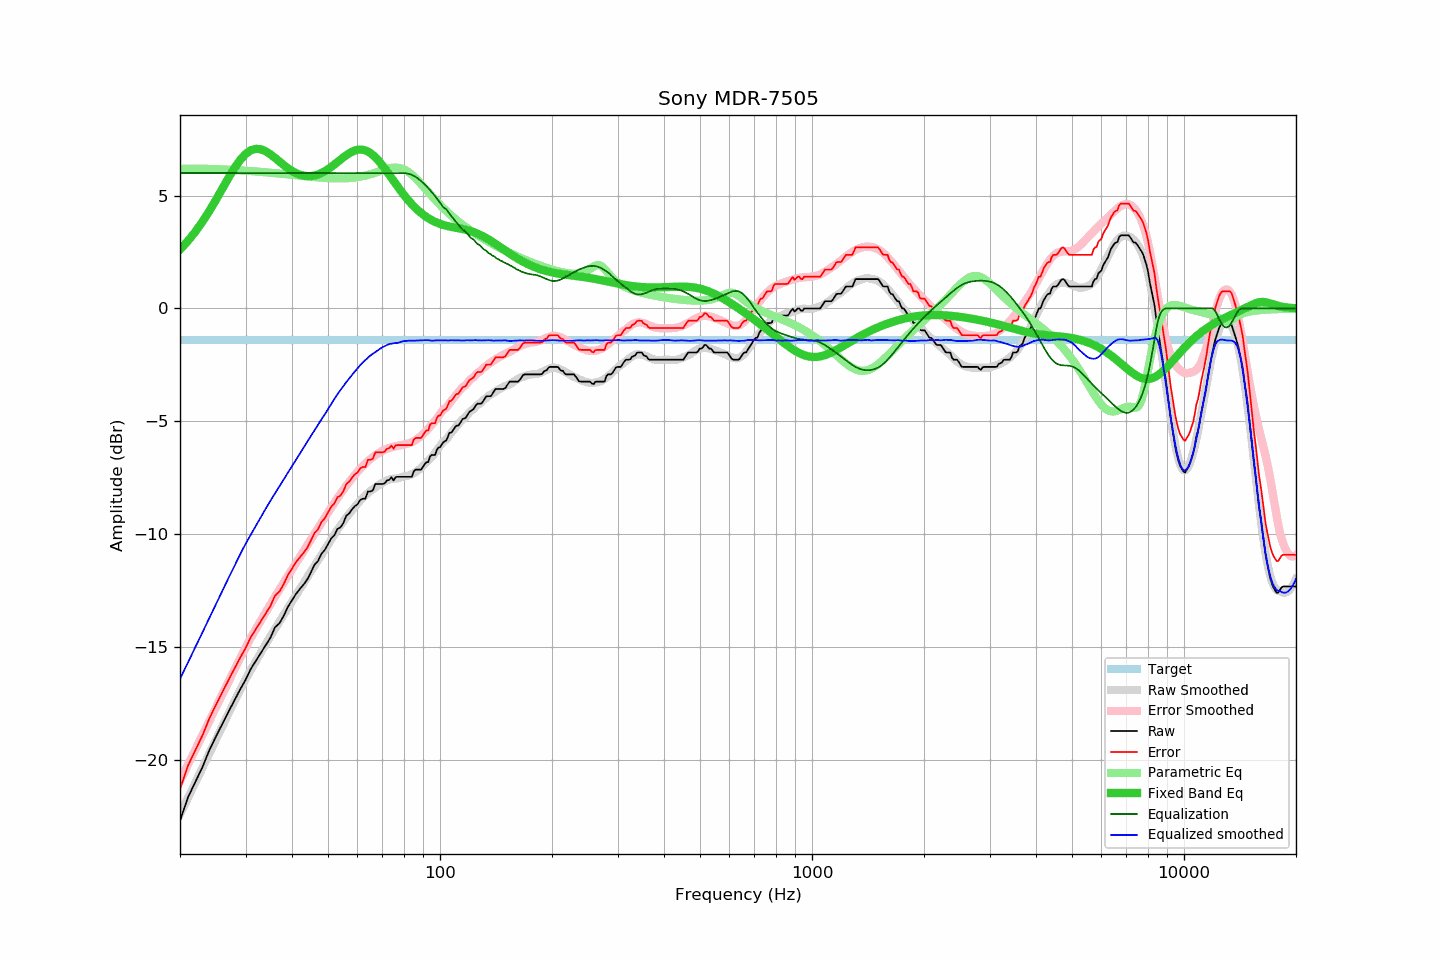 Sony MDR-7505
5
0
−5
−10
−15
−20
Amplitude (dBr)
100
1000
10000
Frequency (Hz)
Target
Raw Smoothed
Error Smoothed
Raw
Error
Parametric Eq
Fixed Band Eq
Equalization
Equalized smoothed